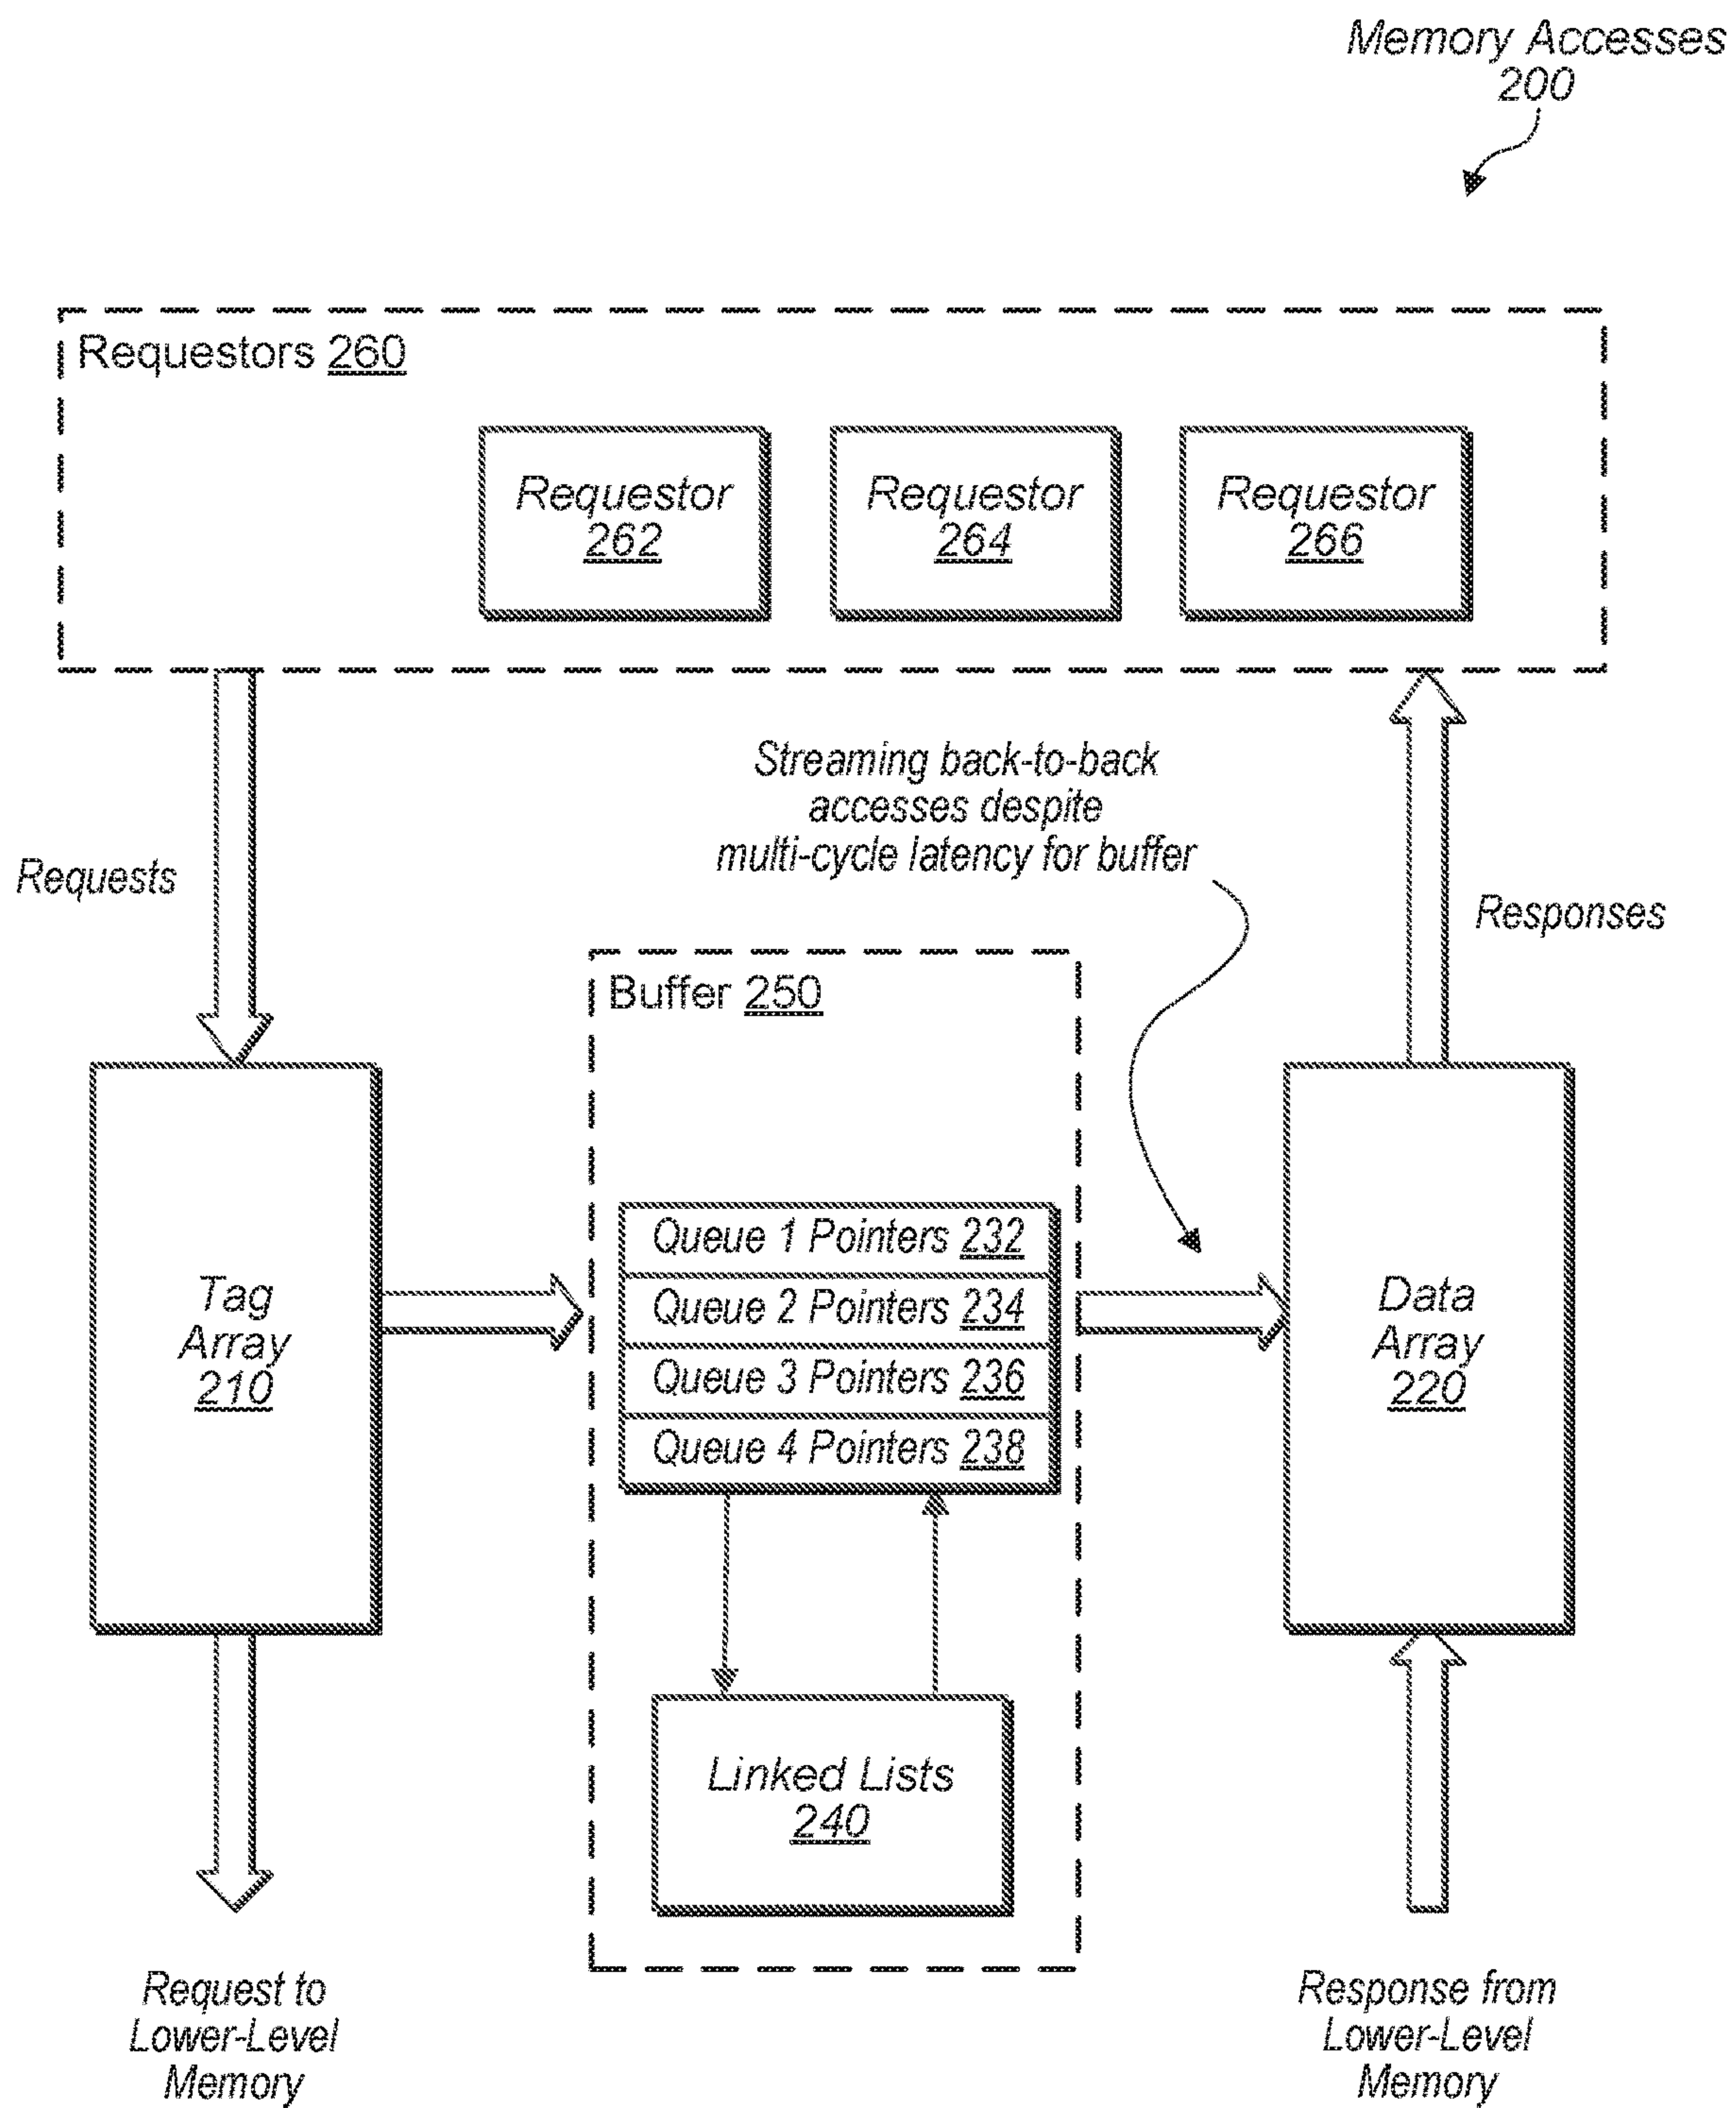 Memory Accesses
200
Requestors 260
Requestor
262
Requestor
264
Requestor
266
Streaming back-to-back
accesses despite
multi-cycle latency for buffer
Requests
Responses
Buffer 250
Queue 1 Pointers 232
Queue 2 Pointers 234
Queue 3 Pointers 236
Queue 4 Pointers 238
Tag
Array
210
Data
Array
220
Linked Lists
240
Request to
Lower-Level
Memory
Response from
Lower-Level
Memory